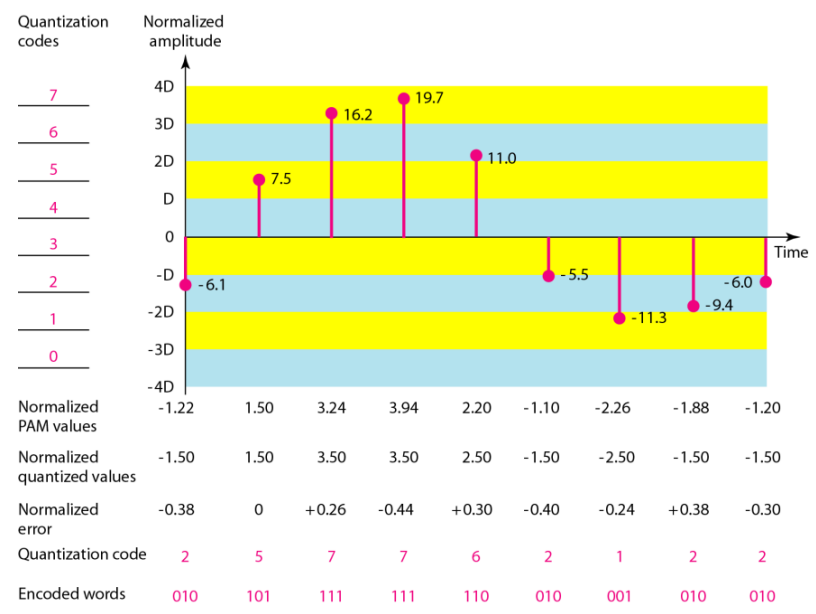 Quantization codes
Normalized amplitude
7
6
5
4
3
2
1
0
4D
3D
2D
D
0
-D
-2D
-3D
-4D
-6.1
7.5
16.2
19.7
11.0
-5.5
-11.3
-9.4
-6.0
Time
Normalized PAM values -1.22 1.50 3.24 3.94 2.20 -1.10 -2.26 -1.88 -1.20
Normalized quantized values -1.50 1.50 3.50 3.50 2.50 -1.50 -2.50 -1.50 -1.50
Normalized error -0.38 0 +0.26 -0.44 +0.30 -0.40 -0.24 +0.38 -0.30
Quantization code 2 5 7 7 6 2 1 2 2
Encoded words 010 101 111 111 110 010 001 010 010